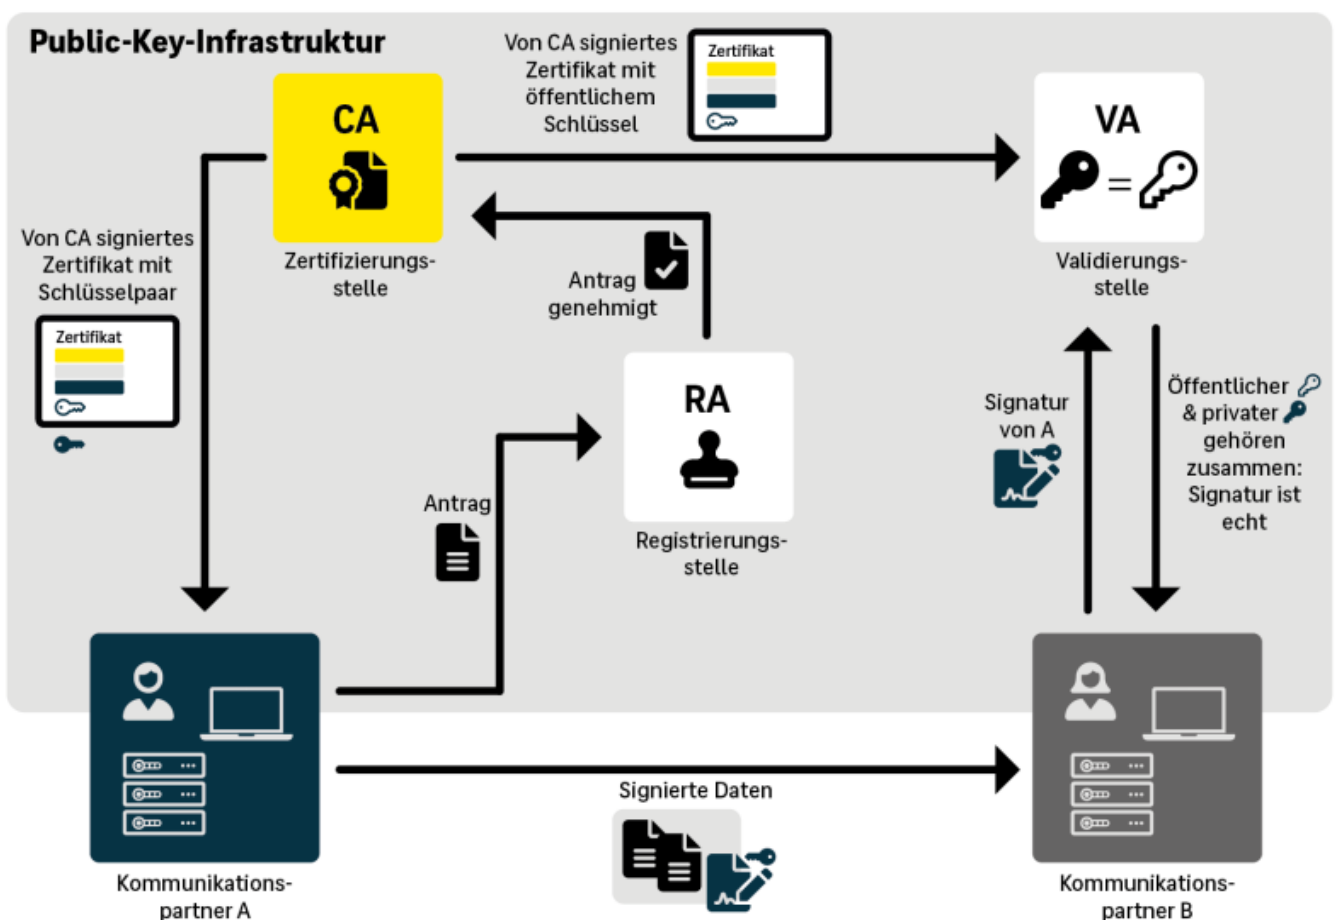 Public-Key-Infrastruktur
Von CA signiertes
Zertifikat mit
öffentlichem
Schlüssel
Zertifikat
CA
Zertifizierungs-
stelle
VA
=
Validierungs-
stelle
Von CA signiertes
Zertifikat mit
Schlüsselpaar
Zertifikat
Antrag
genehmigt
RA
Registrierungs-
stelle
Antrag
Signatur
von A
Öffentlicher
& privater
gehören
zusammen:
Signatur ist
echt
Signierte Daten
Kommunikations-
partner A
Kommunikations-
partner B